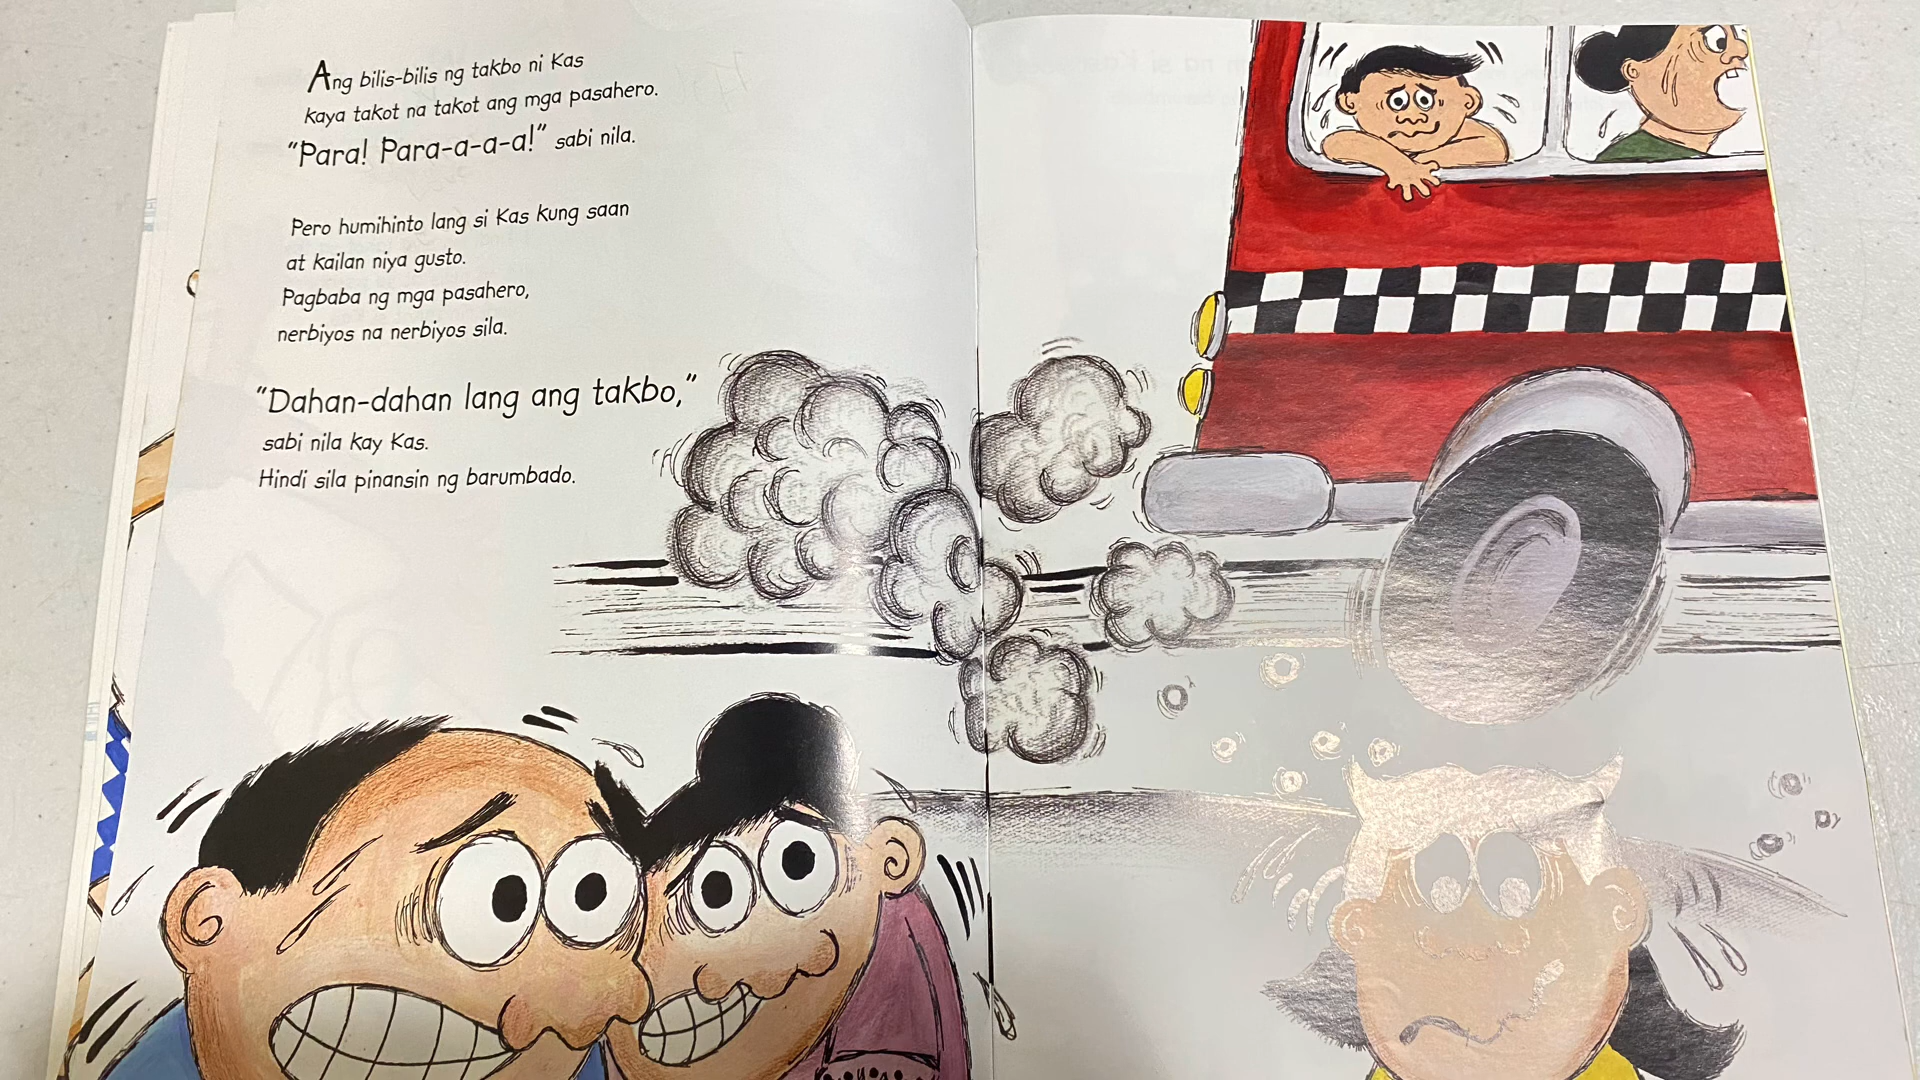 Ang bilis-bilis ng takbo ni Kas
kaya takot na takot ang mga pasahero.
"Para! Para-a-a-a!" sabi nila.
Pero humihinto lang si Kas kung saan
at kailan niya gusto.
Pagbaba ng mga pasahero,
nerbiyos na nerbiyos sila.
"Dahan-dahan lang ang takbo,"
sabi nila kay Kas.
Hindi sila pinansin ng barumbado.